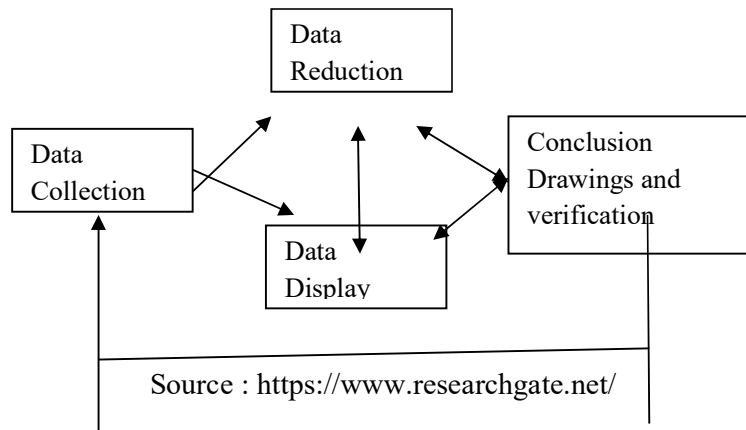 Data
Reduction
Data
Collection
Conclusion
Drawings and
verification
Data
Display
Source : https://www.researchgate.net/